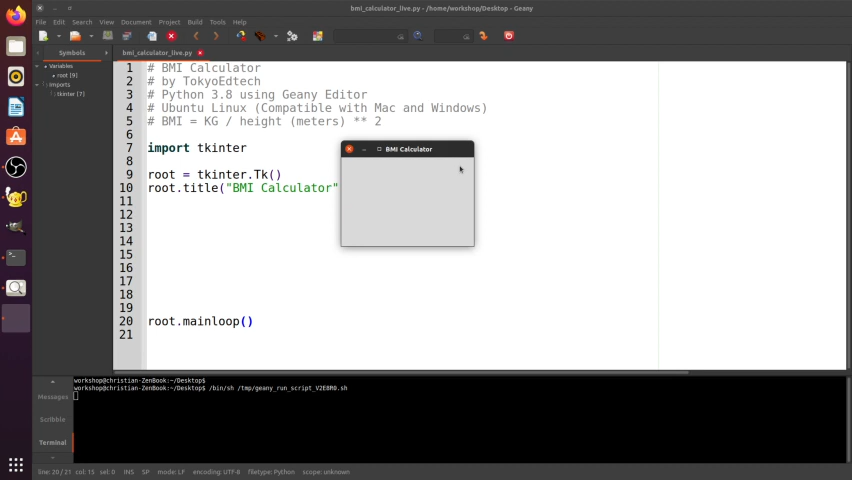 bmi_calculator_live.py - /home/workshop/Desktop - Geany
File Edit Search View Document Project Build Tools Help
Symbols
bmi_calculator_live.py
Variables
root [9]
Imports
tkinter [7]
1 # BMI Calculator
2 # by TokyoEdtech
3 # Python 3.8 using Geany Editor
4 # Ubuntu Linux (Compatible with Mac and Windows)
5 # BMI = KG / height (meters) ** 2
6
7 import tkinter
8
9 root = tkinter.Tk()
10 root.title("BMI Calculator"
11
12
13
14
15
16
17
18
19
20 root.mainloop()
21
BMI Calculator
Messages
Scribble
Terminal
workshop@christian-ZenBook:~/Desktop$
workshop@christian-ZenBook:~/Desktop$ /bin/sh /tmp/geany_run_script_V2E8R0.sh
line: 20 / 21 col: 15 sel: 0 INS SP mode: LF encoding: UTF-8 filetype: Python scope: unknown